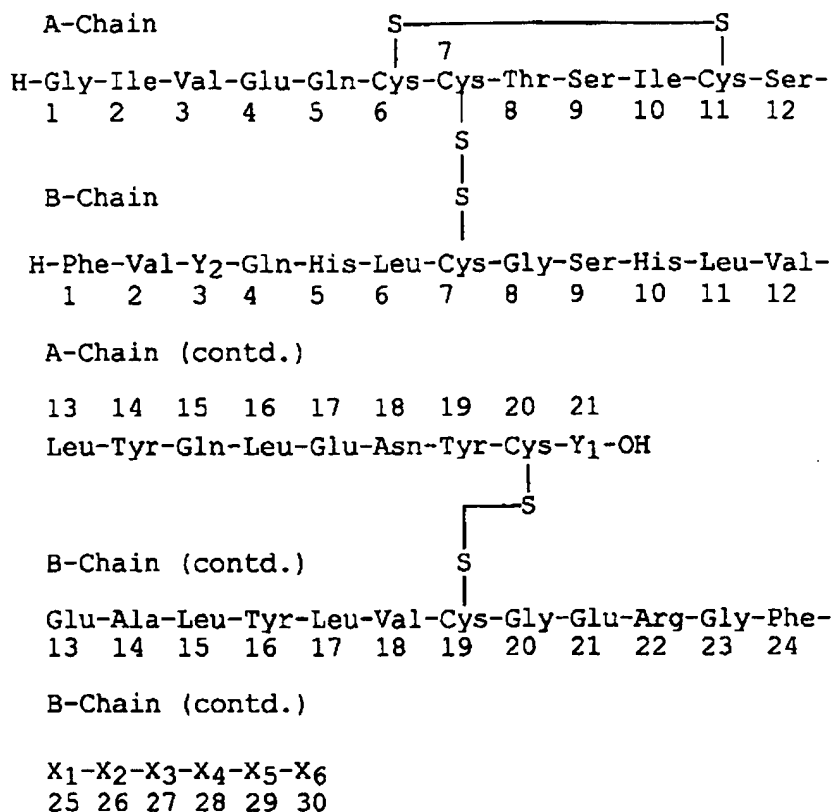 A-Chain S S
7
H-Gly-Ile-Val-Glu-Gln-Cys-Cys-Thr-Ser-Ile-Cys-Ser-
1 2 3 4 5 6 8 9 10 11 12
S
S
B-Chain
H-Phe-Val-Y2-Gln-His-Leu-Cys-Gly-Ser-His-Leu-Val-
1 2 3 4 5 6 7 8 9 10 11 12
A-Chain (contd.)
13 14 15 16 17 18 19 20 21
Leu-Tyr-Gln-Leu-Glu-Asn-Tyr-Cys-Y1-OH
S
B-Chain (contd.) S
Glu-Ala-Leu-Tyr-Leu-Val-Cys-Gly-Glu-Arg-Gly-Phe-
13 14 15 16 17 18 19 20 21 22 23 24
B-Chain (contd.)
X1-X2-X3-X4-X5-X6
25 26 27 28 29 30